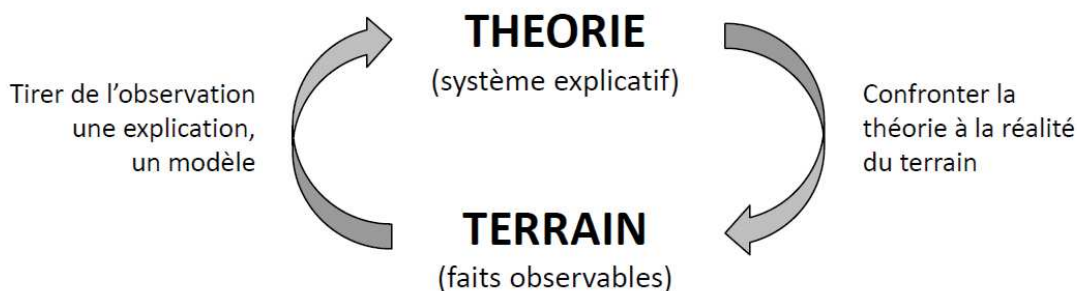 THEORIE
(système explicatif)
Tirer de l'observation
une explication,
un modèle
Confronter la
théorie à la réalité
du terrain
TERRAIN
(faits observables)